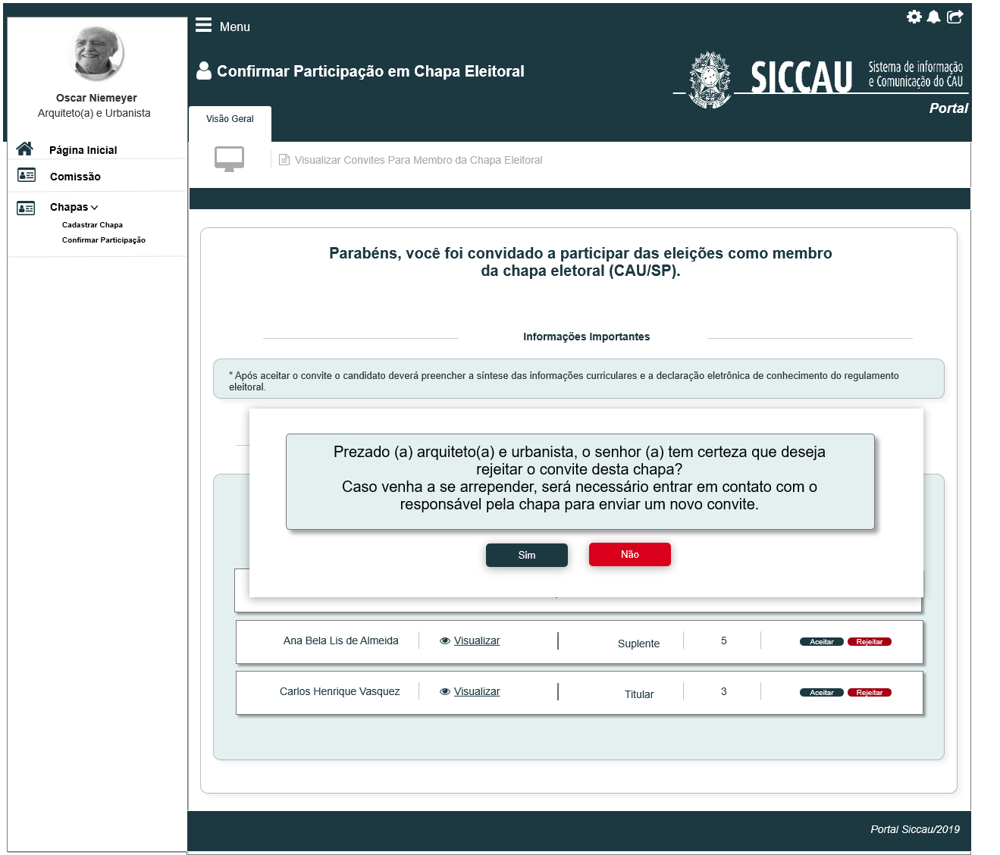 Menu
Confirmar Participação em Chapa Eleitoral
SICCAU
Sistema de informação
e Comunicação do CAU
Portal
Oscar Niemeyer
Arquiteto(a) e Urbanista
Página Inicial
Comissão
Chapas
Cadastrar Chapa
Confirmar Participação
Visão Geral
Visualizar Convites Para Membro da Chapa Eleitoral
Parabéns, você foi convidado a participar das eleições como membro
da chapa eletoral (CAU/SP).
Informações Importantes
* Após aceitar o convite o candidato deverá preencher a síntese das informações curriculares e a declaração eletrônica de conhecimento do regulamento
eleitoral.
Prezado (a) arquiteto(a) e urbanista, o senhor (a) tem certeza que deseja
rejeitar o convite desta chapa?
Caso venha a se arrepender, será necessário entrar em contato com o
responsável pela chapa para enviar um novo convite.
Sim Não
Ana Bela Lis de Almeida Visualizar Suplente 5 Aceitar Rejeitar
Carlos Henrique Vasquez Visualizar Titular 3 Aceitar Rejeitar
Portal Siccau/2019